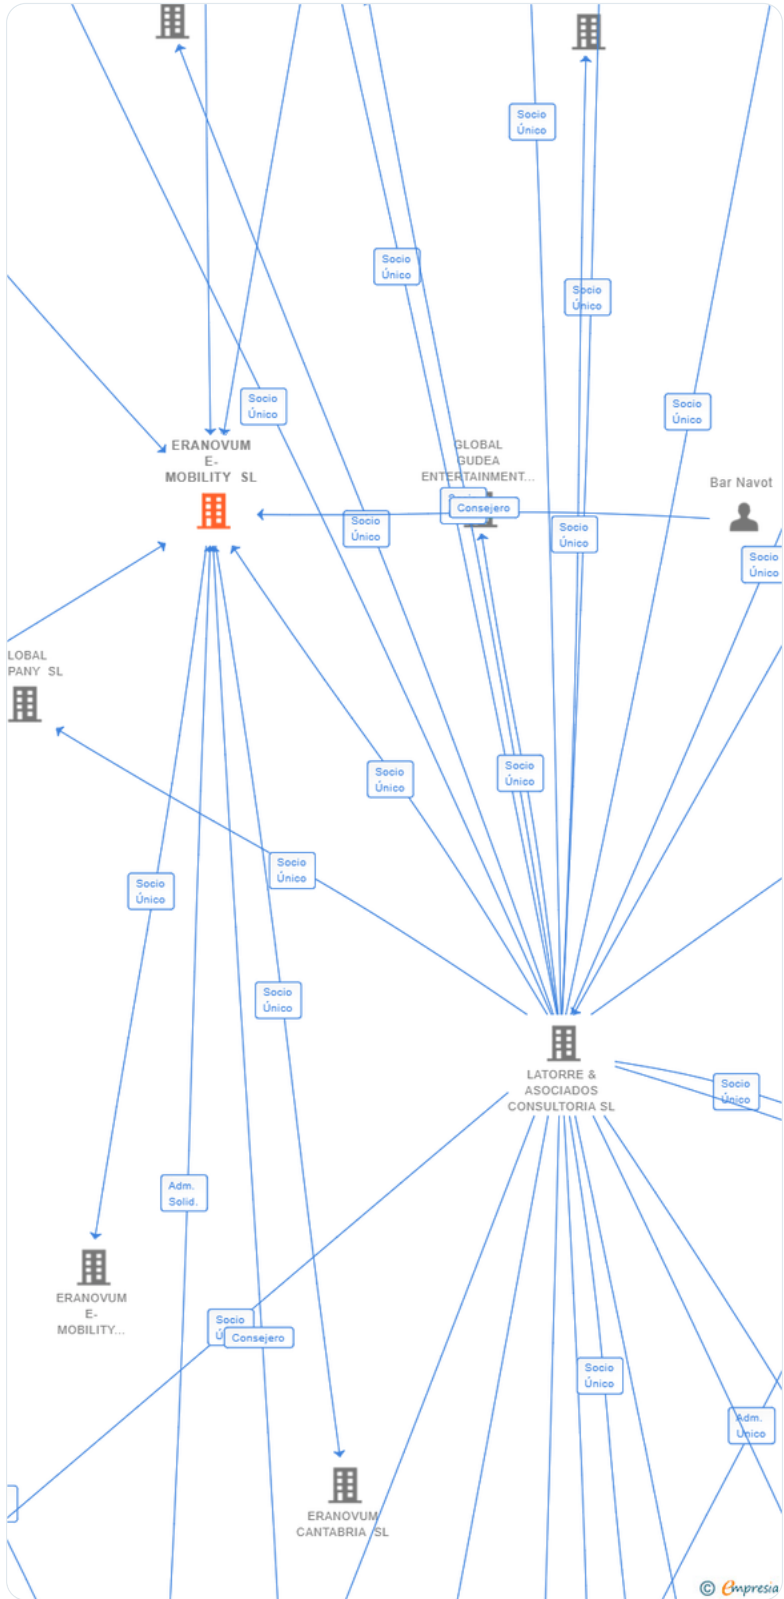 Socio
Único
Socio
Único
Socio
Único
Socio
Único
Socio
Único
ERANOVUM
E-
MOBILITY SL
GLOBAL
GUDEA
ENTERTAINMENT...
Bar Navot
Consejero
Socio
Único
Socio
Único
Socio
Único
LOBAL
PANY SL
Socio
Único
Socio
Único
Socio
Único
Socio
Único
Socio
Único
LATORRE &
ASOCIADOS
CONSULTORIA SL
Socio
Único
Adm.
Solid.
ERANOVUM
E-
MOBILITY...
Socio
Consejero
Socio
Único
Adm.
Único
ERANOVUM
CANTABRIA SL
© empresia